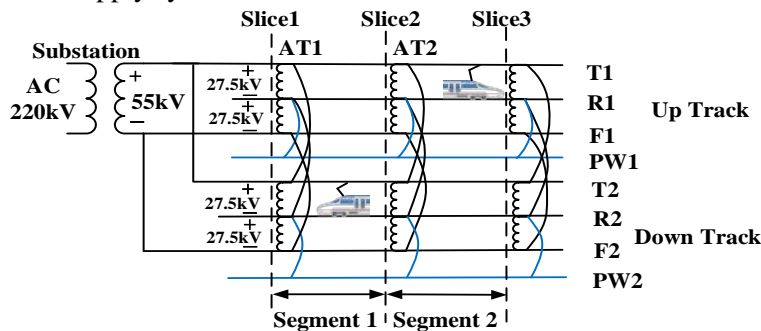 Slice1 Slice2 Slice3
Substation AT1 AT2
AC
220kV
+
55kV
−
+
27.5kV
−
+
27.5kV
−
T1
R1
F1
PW1
Up Track
+
27.5kV
−
+
27.5kV
−
T2
R2
F2
PW2
Down Track
Segment 1 Segment 2